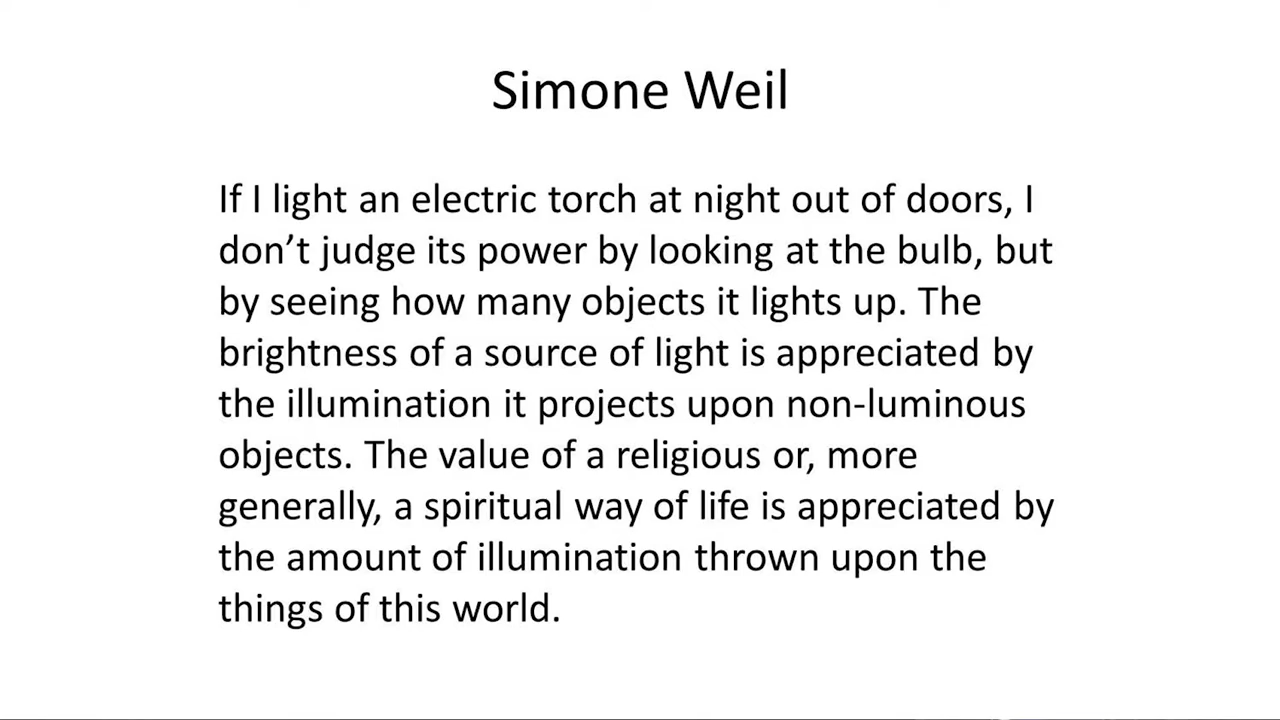 Simone Weil
If I light an electric torch at night out of doors, I
don’t judge its power by looking at the bulb, but
by seeing how many objects it lights up. The
brightness of a source of light is appreciated by
the illumination it projects upon non-luminous
objects. The value of a religious or, more
generally, a spiritual way of life is appreciated by
the amount of illumination thrown upon the
things of this world.